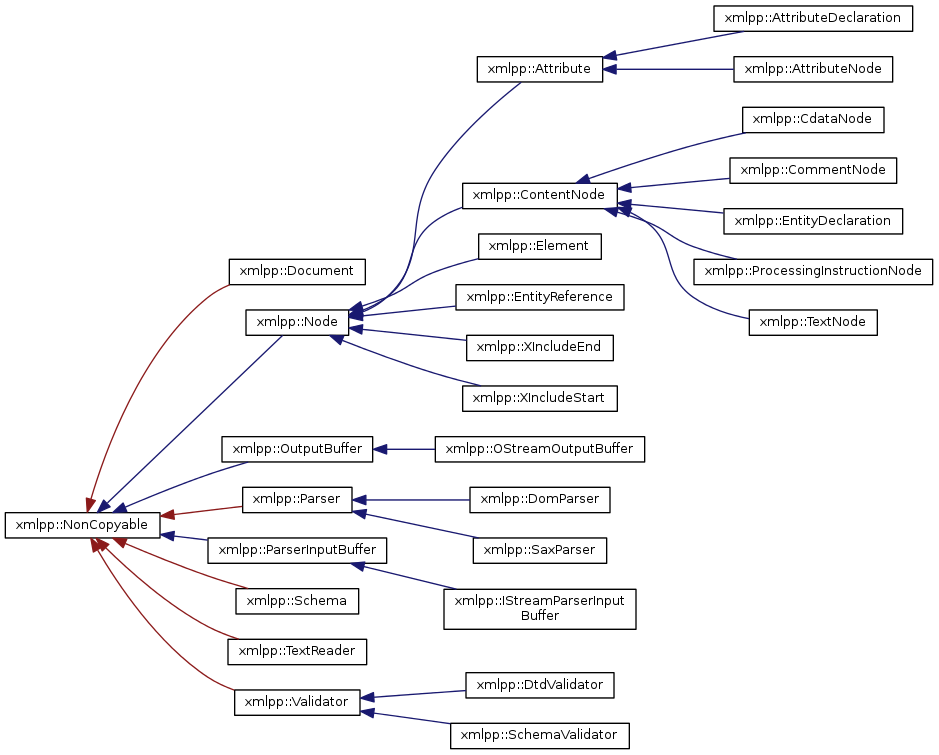 xmlpp::AttributeDeclaration
xmlpp::Attribute
xmlpp::AttributeNode
xmlpp::CdataNode
xmlpp::CommentNode
xmlpp::ContentNode
xmlpp::EntityDeclaration
xmlpp::Element
xmlpp::Document
xmlpp::ProcessingInstructionNode
xmlpp::EntityReference
xmlpp::Node
xmlpp::TextNode
xmlpp::XIncludeEnd
xmlpp::XIncludeStart
xmlpp::OutputBuffer
xmlpp::OStreamOutputBuffer
xmlpp::Parser
xmlpp::DomParser
xmlpp::NonCopyable
xmlpp::ParserInputBuffer
xmlpp::SaxParser
xmlpp::Schema
xmlpp::IStreamParserInput
Buffer
xmlpp::TextReader
xmlpp::DtdValidator
xmlpp::Validator
xmlpp::SchemaValidator